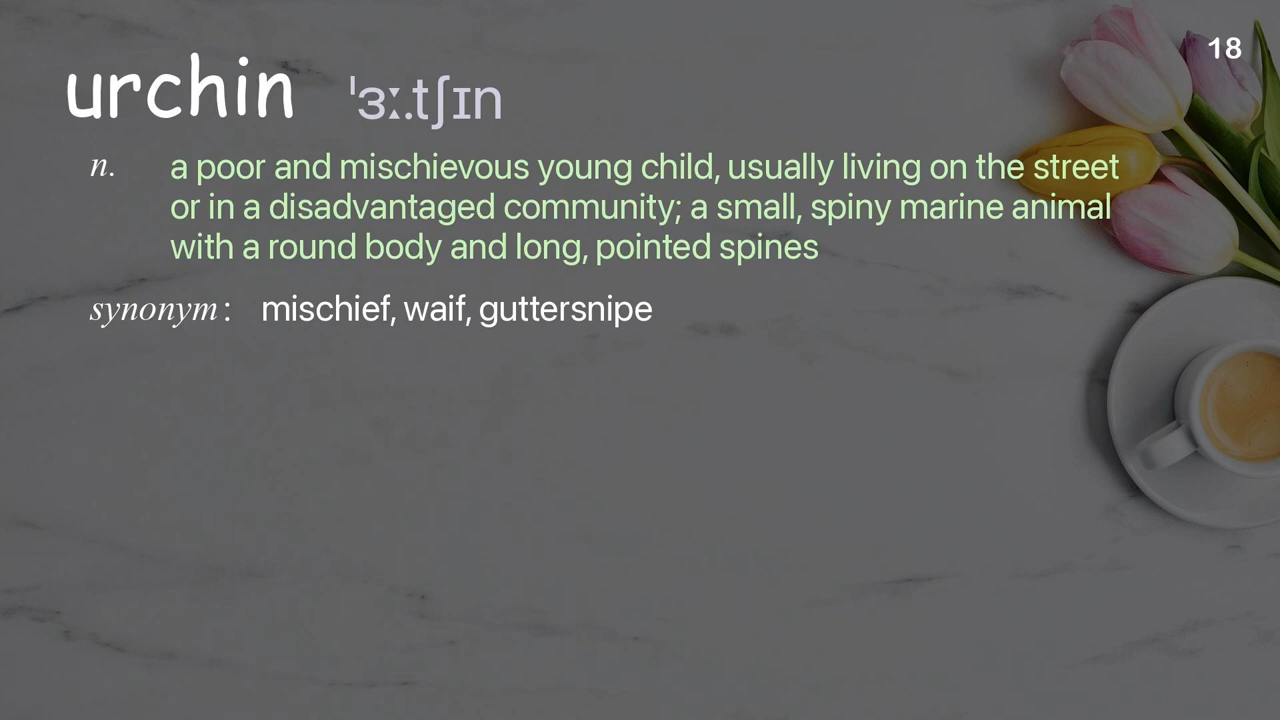 18
urchin ˈɜː.tʃɪn
n. a poor and mischievous young child, usually living on the street
or in a disadvantaged community; a small, spiny marine animal
with a round body and long, pointed spines
synonym: mischief, waif, guttersnipe